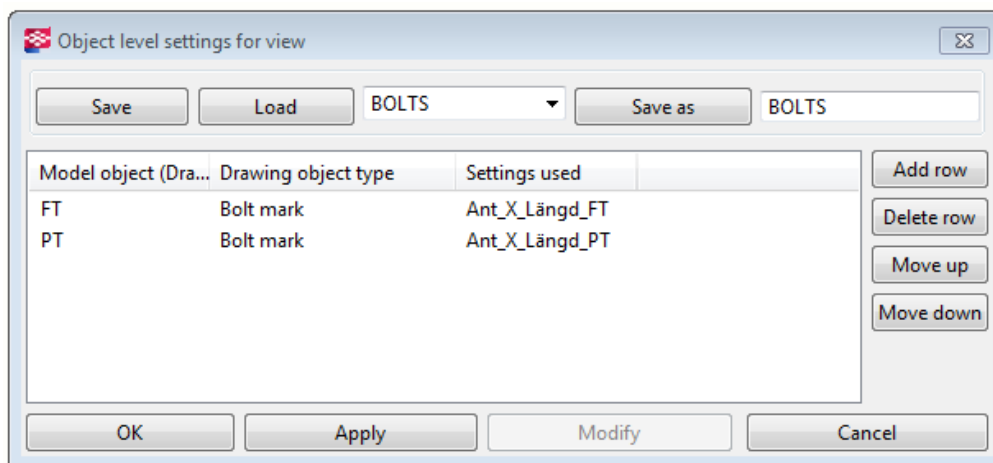 Object level settings for view
Save Load BOLTS Save as BOLTS
Model object (Dra... Drawing object type Settings used
FT Bolt mark Ant_X_Längd_FT
PT Bolt mark Ant_X_Längd_PT
Add row
Delete row
Move up
Move down
OK Apply Modify Cancel